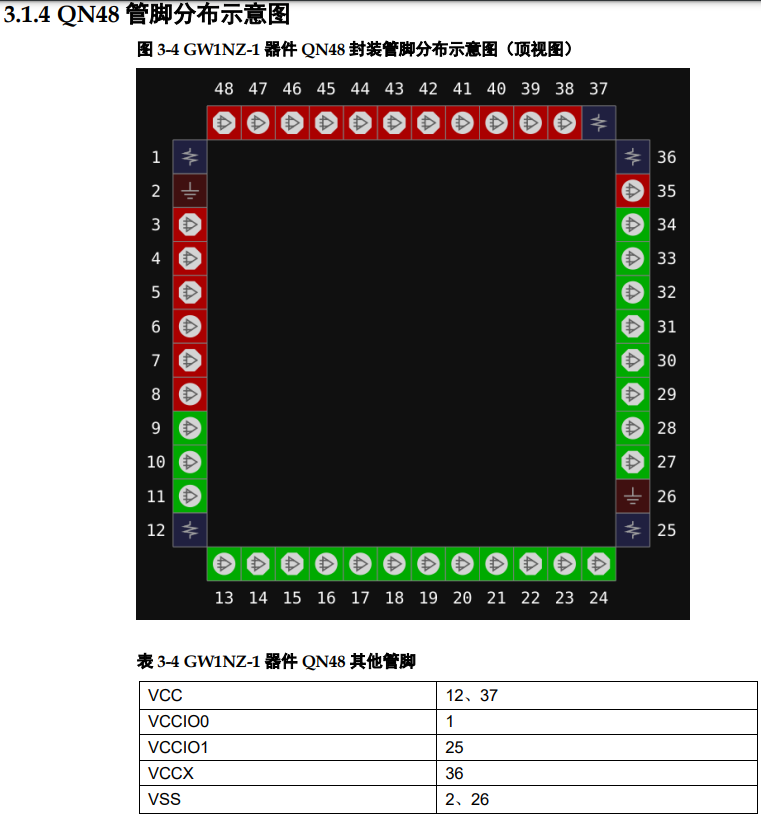 3.1.4 QN48 管脚分布示意图
图 3-4 GW1NZ-1 器件 QN48 封装管脚分布示意图（顶视图）
48 47 46 45 44 43 42 41 40 39 38 37
1 36
2 35
3 34
4 33
5 32
6 31
7 30
8 29
9 28
10 27
11 26
12 25
13 14 15 16 17 18 19 20 21 22 23 24
表 3-4 GW1NZ-1 器件 QN48 其他管脚
VCC 12、37
VCCIO0 1
VCCIO1 25
VCCX 36
VSS 2、26